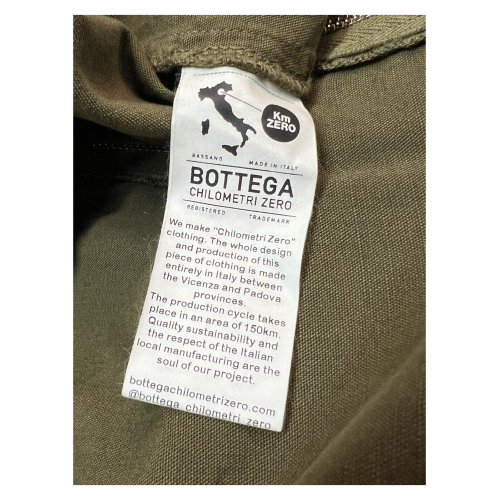 Km
ZERO
BASSANO MADE IN ITALY
BOTTEGA
CHILOMETRI ZERO
REGISTERED TRADEMARK
We make "Chilometri Zero"
clothing. The whole design
and production of this
piece of clothing is made
entirely in Italy between
the Vicenza and Padova
provinces.
The production cycle takes
place in an area of 150km.
Quality sustainability and
the respect of the Italian
local manufacturing are the
soul of our project.
bottegachilometrizero.com
@bottega_chilometri_zero